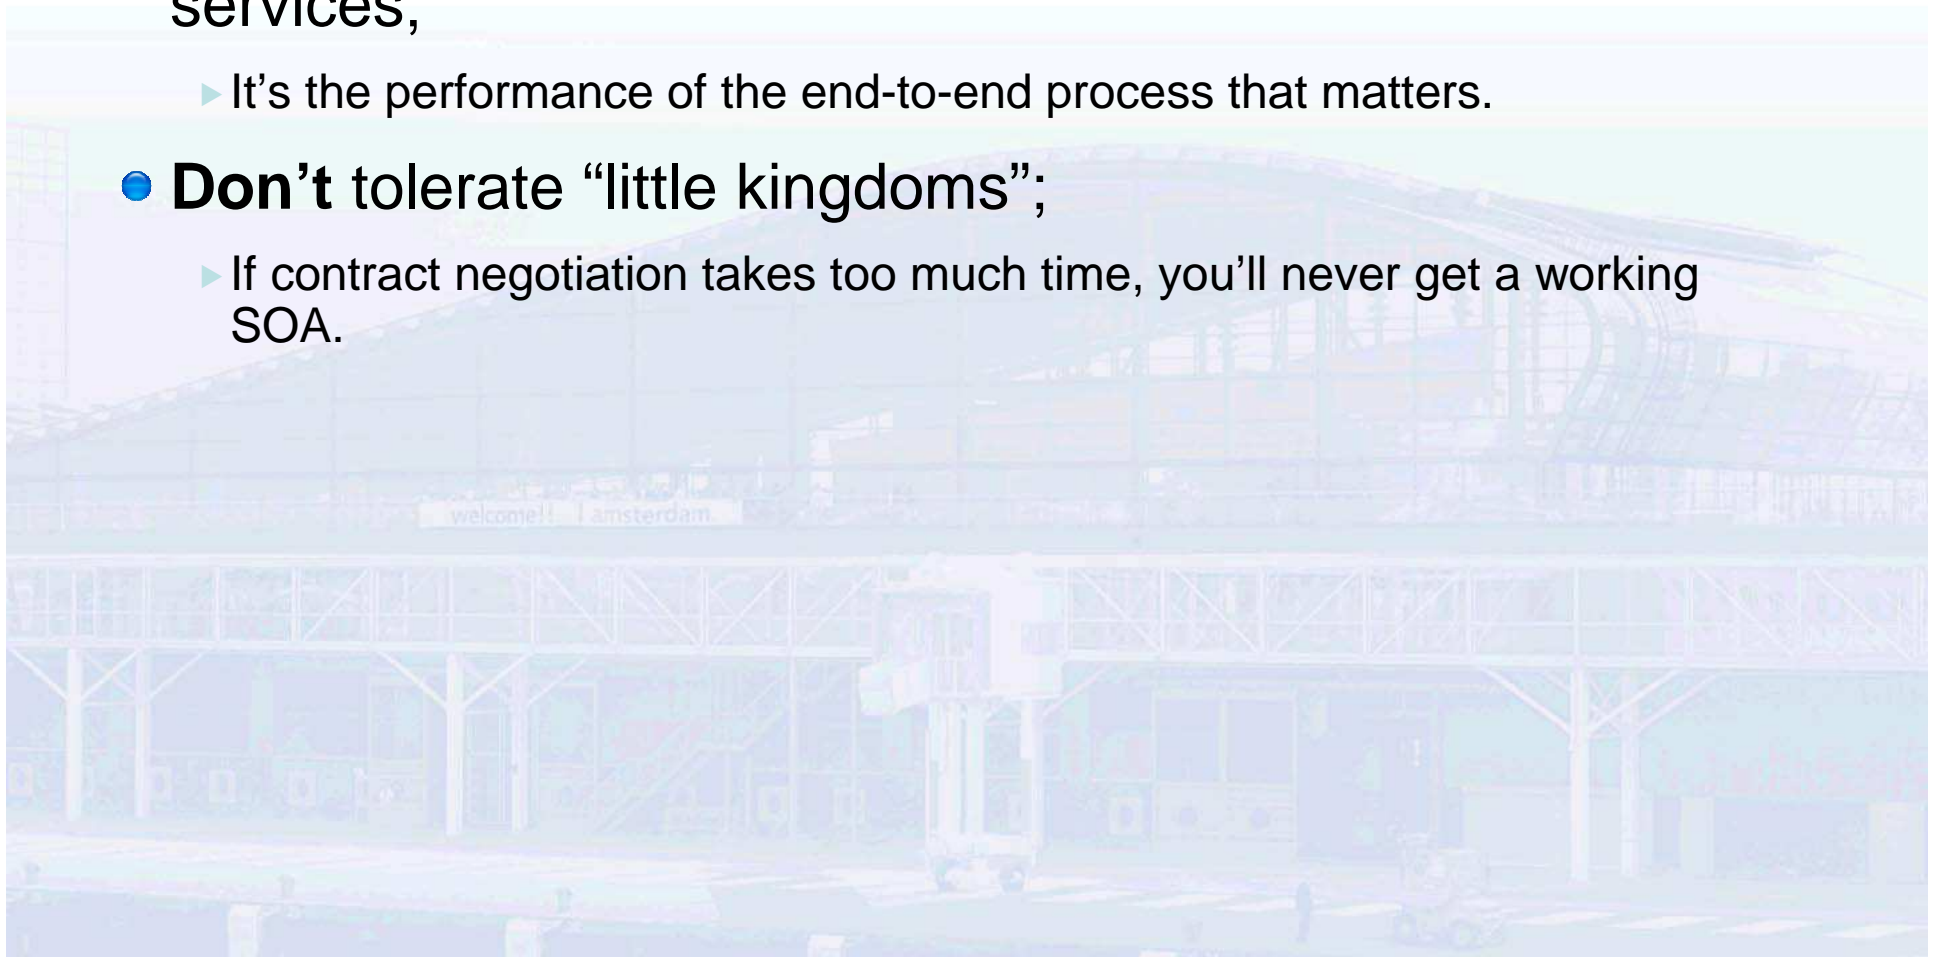 services;
It’s the performance of the end-to-end process that matters.
Don’t tolerate “little kingdoms”;
If contract negotiation takes too much time, you’ll never get a working
SOA.
welcome!! I amsterdam.